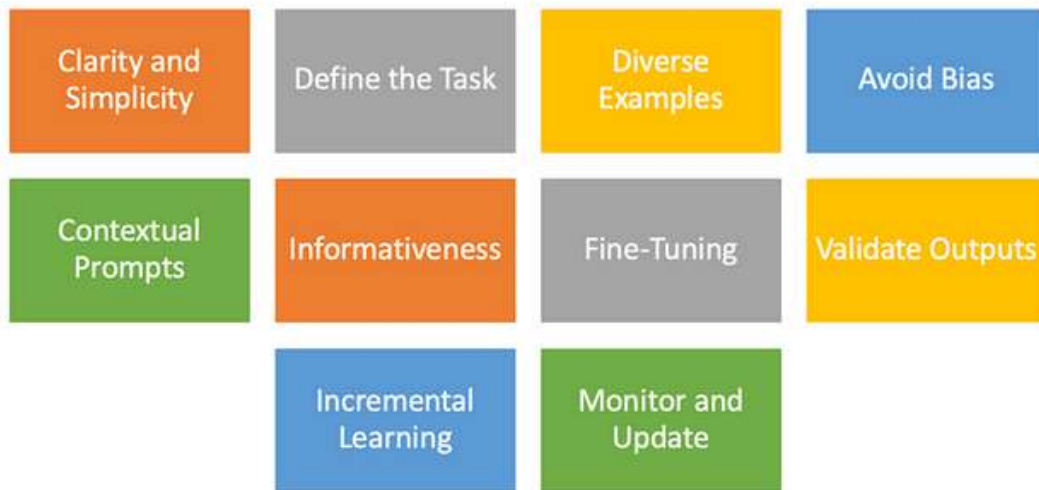 Clarity and
Simplicity
Define the Task
Diverse
Examples
Avoid Bias
Contextual
Prompts
Informativeness
Fine-Tuning
Validate Outputs
Incremental
Learning
Monitor and
Update